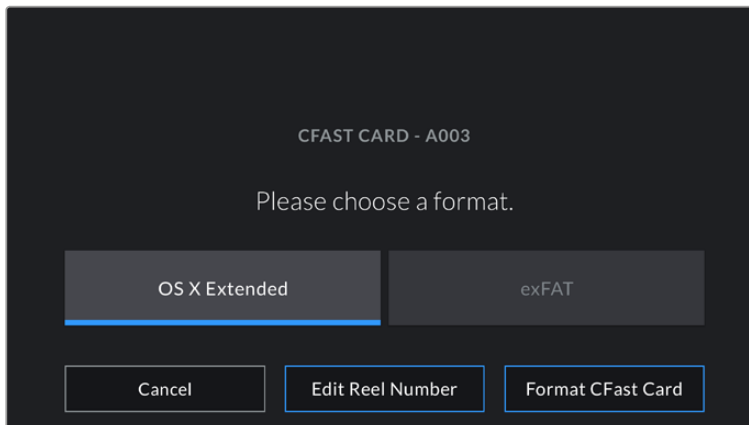 CFAST CARD - A003
Please choose a format.
OS X Extended
exFAT
Cancel
Edit Reel Number
Format CFast Card